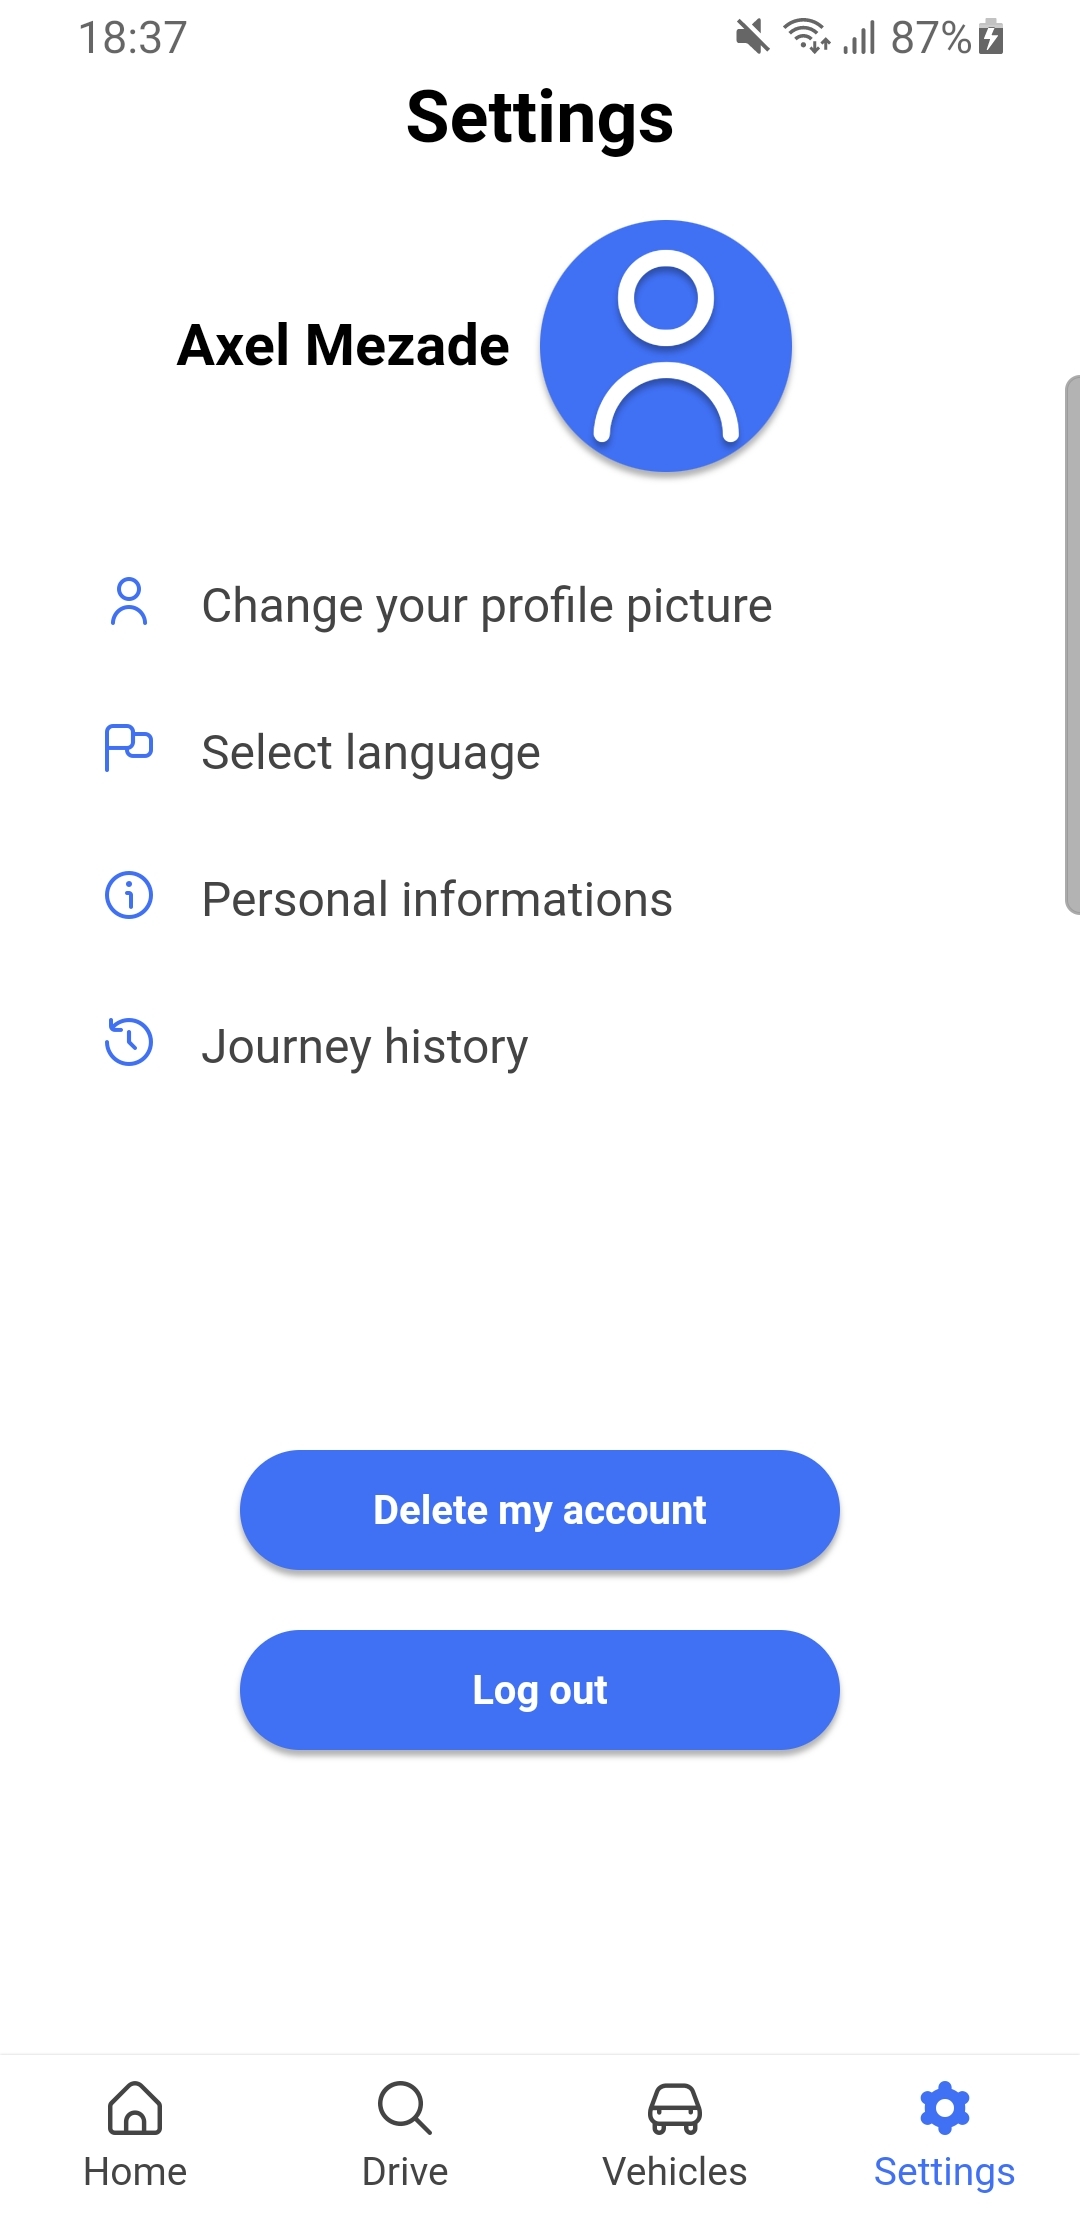 18:37
87%
Settings
Axel Mezade
Change your profile picture
Select language
Personal informations
Journey history
Delete my account
Log out
Home
Drive
Vehicles
Settings